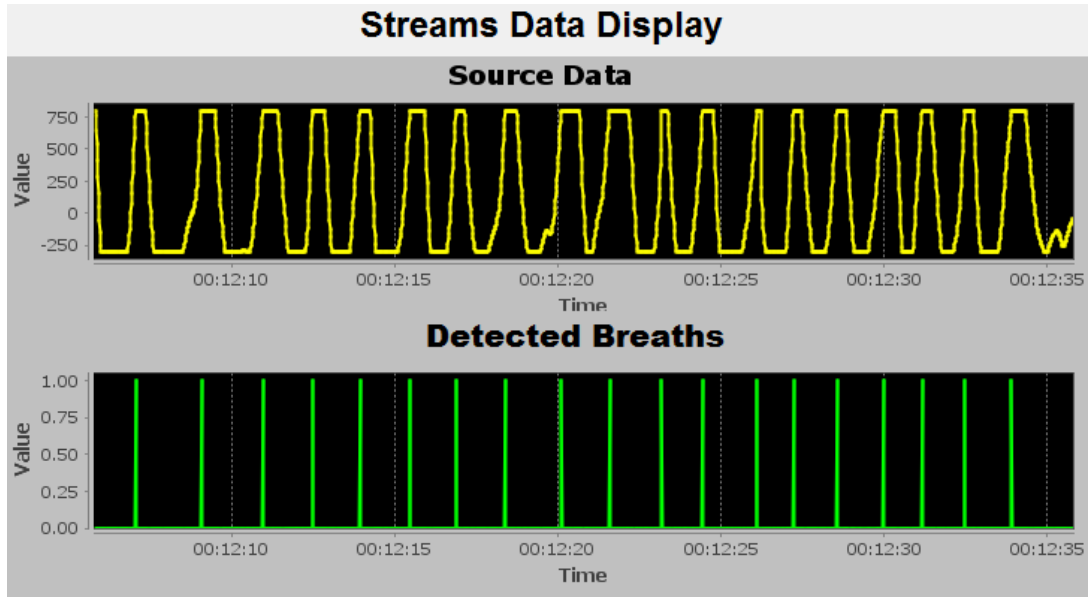 Streams Data Display
Source Data
Value
750
500
250
0
-250
00:12:10 00:12:15 00:12:20 00:12:25 00:12:30 00:12:35
Time
Detected Breaths
Value
1.00
0.75
0.50
0.25
0.00
00:12:10 00:12:15 00:12:20 00:12:25 00:12:30 00:12:35
Time